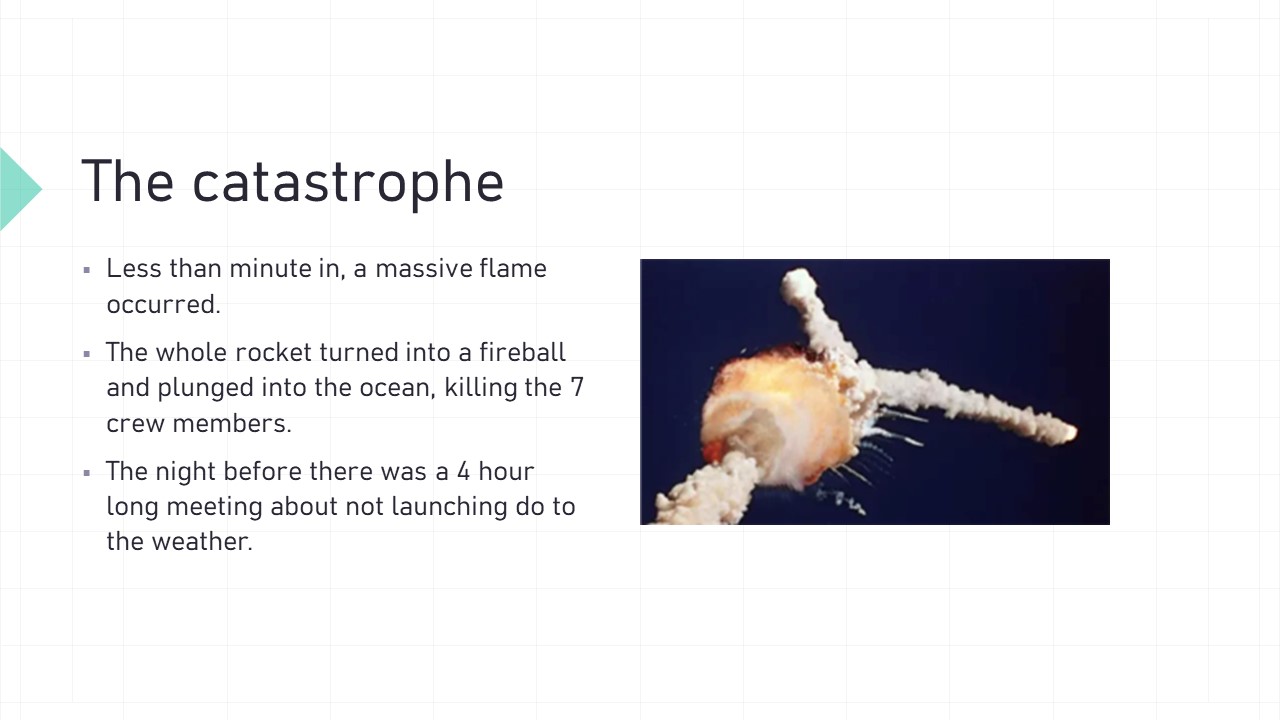 The catastrophe
Less than minute in, a massive flame
occurred.
The whole rocket turned into a fireball
and plunged into the ocean, killing the 7
crew members.
The night before there was a 4 hour
long meeting about not launching do to
the weather.